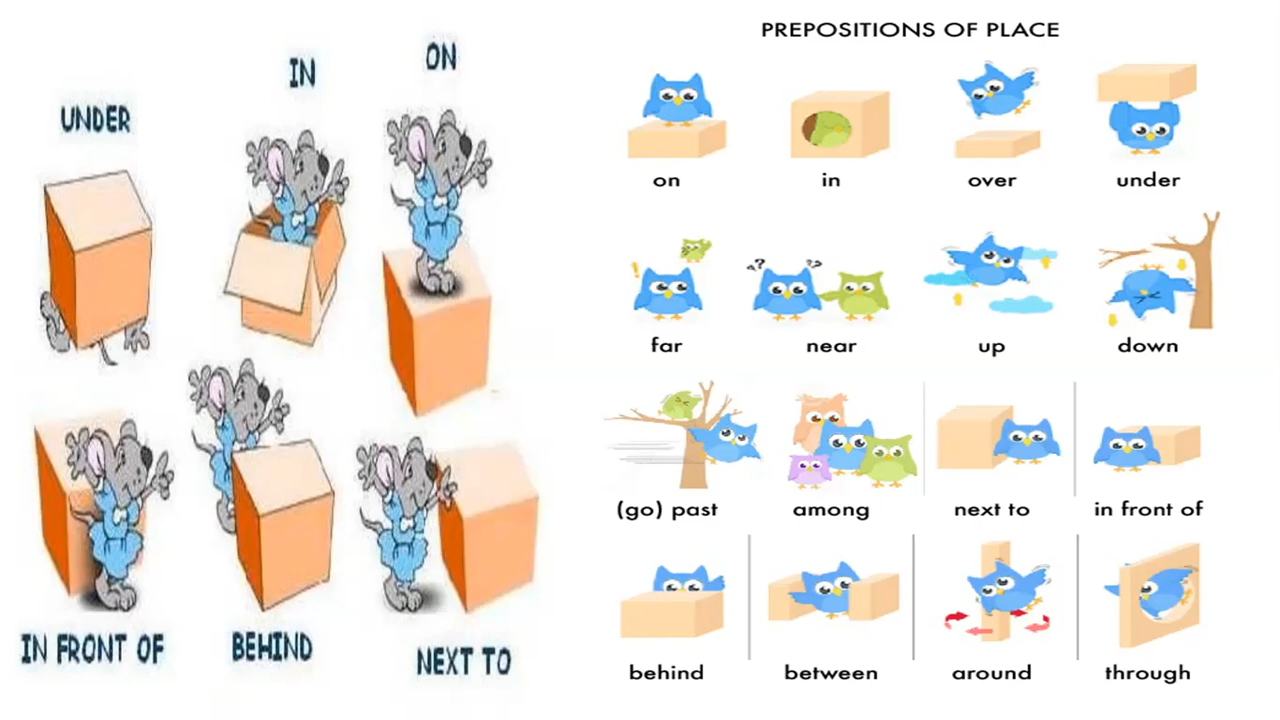 UNDER
IN
ON
IN FRONT OF
BEHIND
NEXT TO
PREPOSITIONS OF PLACE
on in over under
! ? ? ? ?
far near up down
(go) past among next to in front of
behind between around through